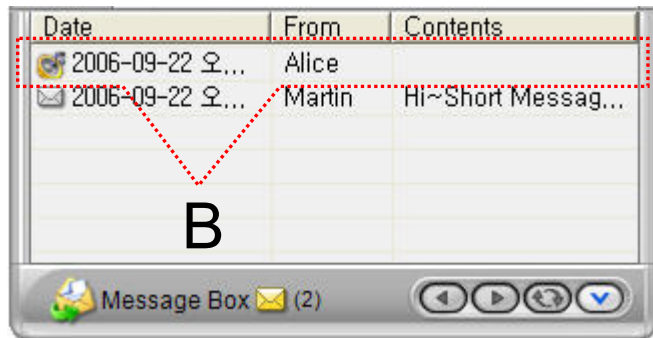 Date From Contents
2006-09-22 오... Alice
2006-09-22 오... Martin Hi~Short Messag...
B
Message Box (2)